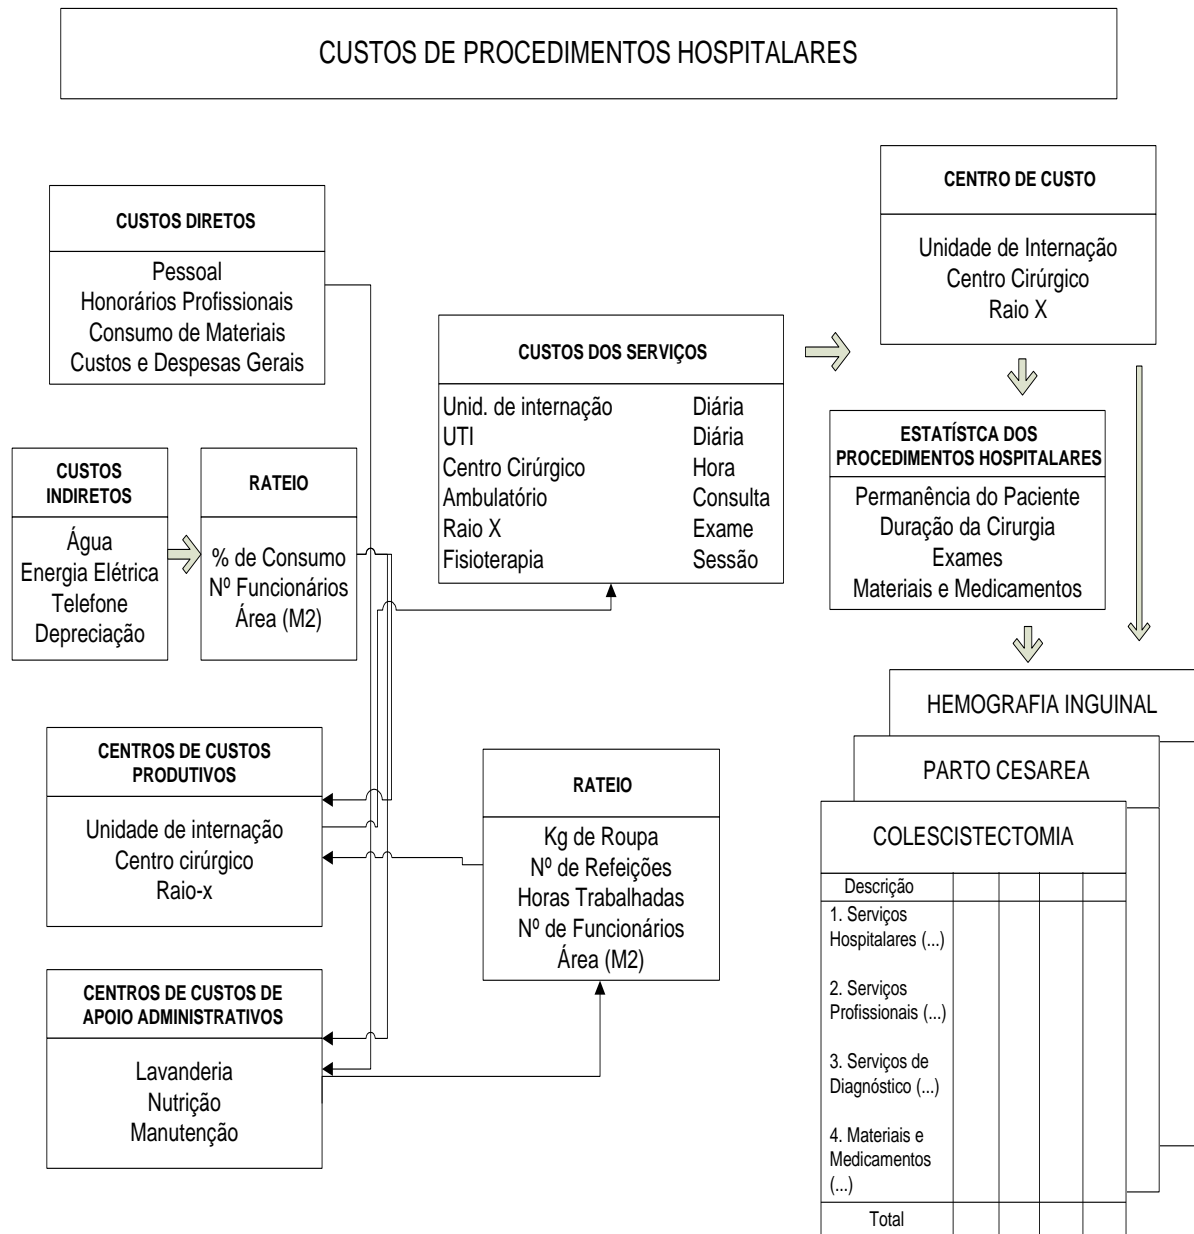 CUSTOS DE PROCEDIMENTOS HOSPITALARES
CUSTOS DIRETOS
Pessoal
Honorários Profissionais
Consumo de Materiais
Custos e Despesas Gerais
CUSTOS
INDIRETOS
Água
Energia Elétrica
Telefone
Depreciação
RATEIO
% de Consumo
Nº Funcionários
Área (M2)
CUSTOS DOS SERVIÇOS
Unid. de internação Diária
UTI Diária
Centro Cirúrgico Hora
Ambulatório Consulta
Raio X Exame
Fisioterapia Sessão
CENTRO DE CUSTO
Unidade de Internação
Centro Cirúrgico
Raio X
ESTATÍSTCA DOS
PROCEDIMENTOS HOSPITALARES
Permanência do Paciente
Duração da Cirurgia
Exames
Materiais e Medicamentos
CENTROS DE CUSTOS
PRODUTIVOS
Unidade de internação
Centro cirúrgico
Raio-x
RATEIO
Kg de Roupa
Nº de Refeições
Horas Trabalhadas
Nº de Funcionários
Área (M2)
CENTROS DE CUSTOS DE
APOIO ADMINISTRATIVOS
Lavanderia
Nutrição
Manutenção
HEMOGRAFIA INGUINAL
PARTO CESAREA
COLESCISTECTOMIA
Descrição
1. Serviços
Hospitalares (...)
2. Serviços
Profissionais (...)
3. Serviços de
Diagnóstico (...)
4. Materiais e
Medicamentos
(...)
Total